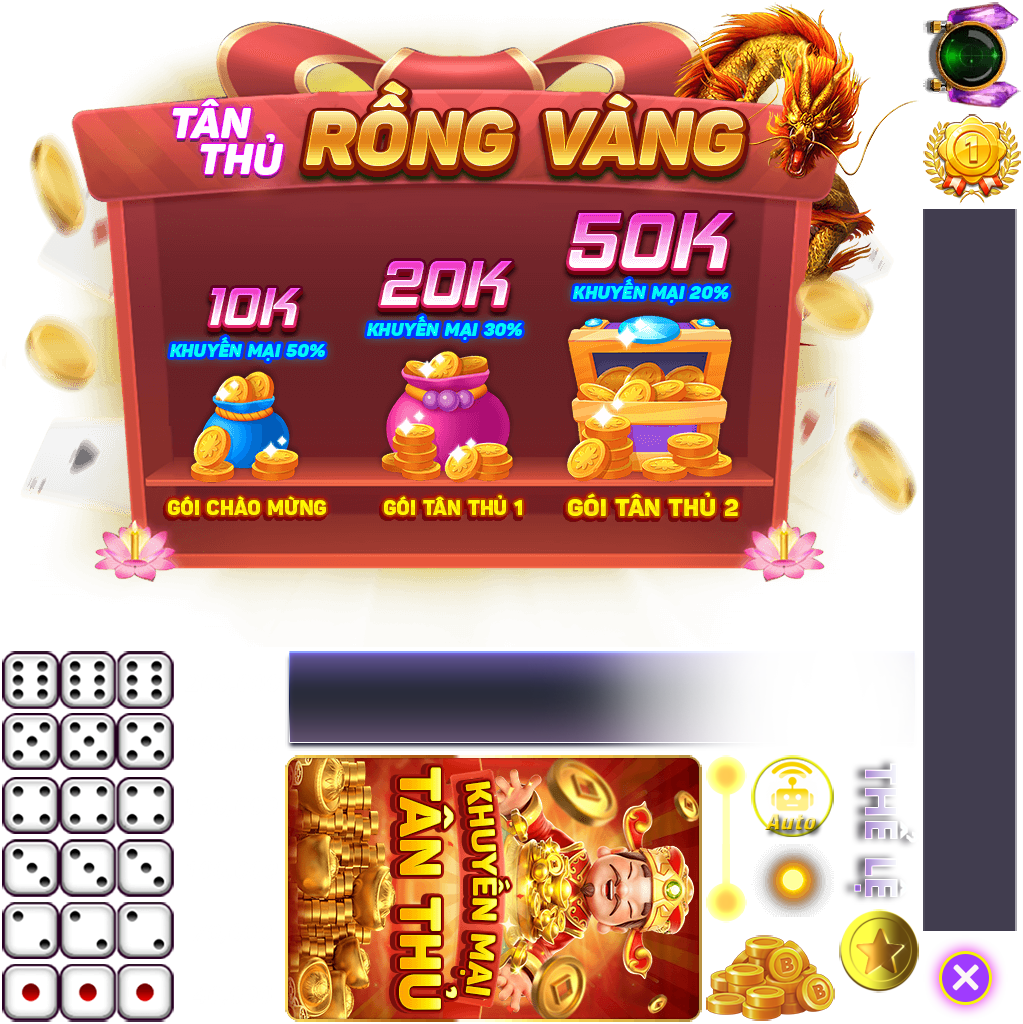 TÂN
THỦ
RỒNG VÀNG
10K
KHUYẾN MẠI 50%
20K
KHUYẾN MẠI 30%
50K
KHUYẾN MẠI 20%
GÓI CHÀO MỪNG
GÓI TÂN THỦ 1
GÓI TÂN THỦ 2
1
KHUYẾN MẠI
TÂN THỦ
Auto
THỂ LỆ
B
B